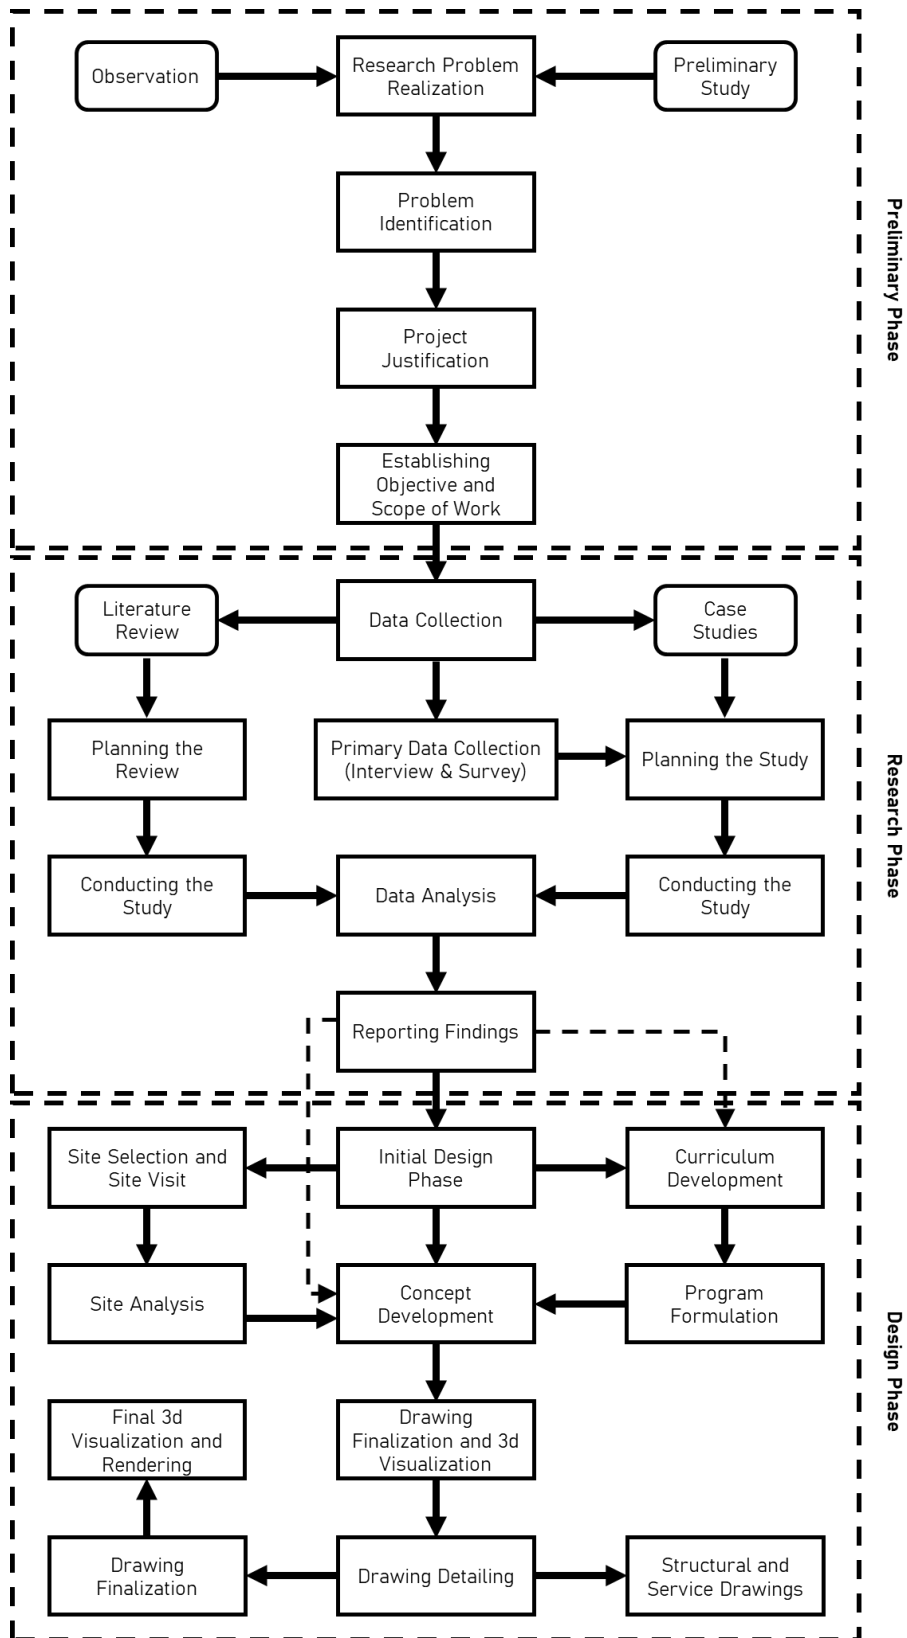 Observation
Research Problem
Realization
Preliminary
Study
Problem
Identification
Project
Justification
Establishing
Objective and
Scope of Work
Preliminary Phase
Literature
Review
Data Collection
Case
Studies
Planning the
Review
Primary Data Collection
(Interview & Survey)
Planning the Study
Conducting the
Study
Data Analysis
Conducting the
Study
Reporting Findings
Research Phase
Site Selection and
Site Visit
Initial Design
Phase
Curriculum
Development
Site Analysis
Concept
Development
Program
Formulation
Final 3d
Visualization and
Rendering
Drawing
Finalization and 3d
Visualization
Drawing
Finalization
Drawing Detailing
Structural and
Service Drawings
Design Phase